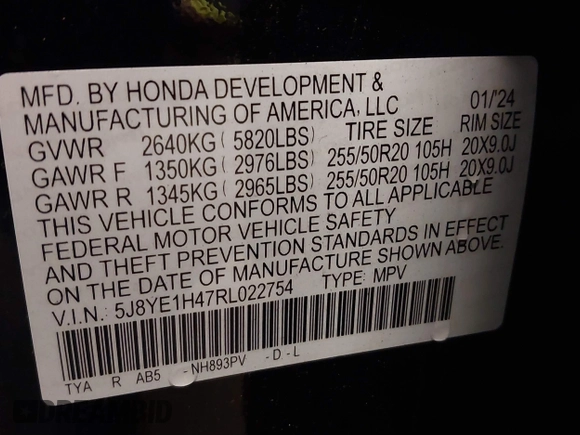 MFD. BY HONDA DEVELOPMENT &
MANUFACTURING OF AMERICA, LLC 01/'24
GVWR 2640KG ( 5820LBS) TIRE SIZE RIM SIZE
GAWR F 1350KG ( 2976LBS) 255/50R20 105H 20X9.0J
GAWR R 1345KG ( 2965LBS) 255/50R20 105H 20X9.0J
THIS VEHICLE CONFORMS TO ALL APPLICABLE
FEDERAL MOTOR VEHICLE SAFETY
AND THEFT PREVENTION STANDARDS IN EFFECT
ON THE DATE OF MANUFACTURE SHOWN ABOVE.
V.I.N.: 5J8YE1H47RL022754 TYPE: MPV
TYA R AB5 -NH893PV -D-L
DREAMBID